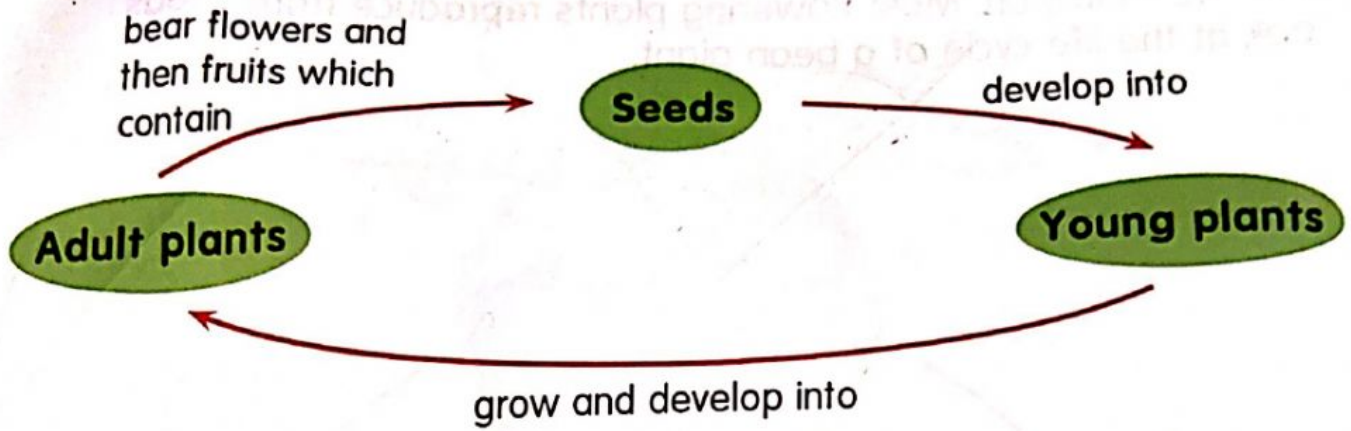 bear flowers and
then fruits which
contain
Seeds
develop into
Adult plants
Young plants
grow and develop into